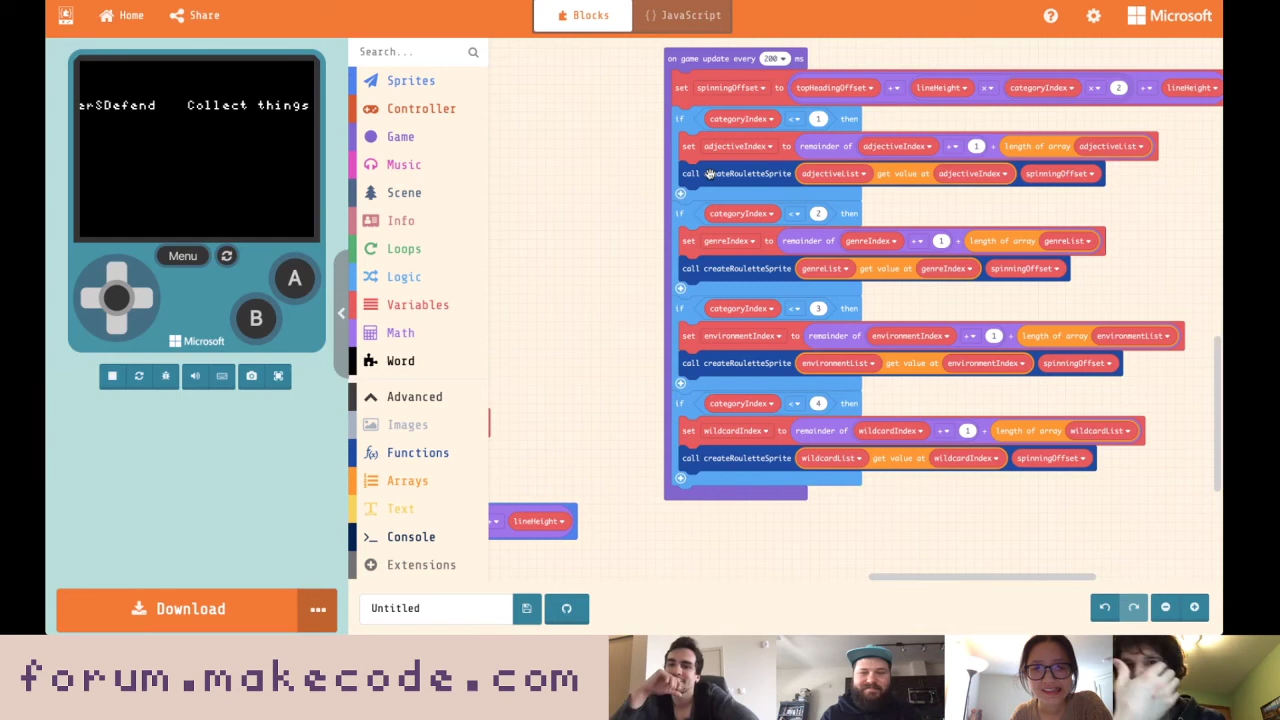 Home
Share
Blocks
{ } JavaScript
Microsoft
erSDefend Collect things
Menu
A
B
Microsoft
Download
•••
Search...
Sprites
Controller
Game
Music
Scene
Info
Loops
Logic
Variables
Math
Word
Advanced
Images
Functions
Arrays
Text
Console
Extensions
on game update every 200 ms
set spinningOffset to topHeadingOffset + lineHeight × categoryIndex × 2 + lineHeight
if categoryIndex < 1 then
set adjectiveIndex to remainder of adjectiveIndex + 1 ÷ length of array adjectiveList
call createRouletteSprite adjectiveList get value at adjectiveIndex spinningOffset
if categoryIndex < 2 then
set genreIndex to remainder of genreIndex + 1 ÷ length of array genreList
call createRouletteSprite genreList get value at genreIndex spinningOffset
if categoryIndex < 3 then
set environmentIndex to remainder of environmentIndex + 1 ÷ length of array environmentList
call createRouletteSprite environmentList get value at environmentIndex spinningOffset
if categoryIndex < 4 then
set wildcardIndex to remainder of wildcardIndex + 1 ÷ length of array wildcardList
call createRouletteSprite wildcardList get value at wildcardIndex spinningOffset
lineHeight
Untitled
forum.makecode.com